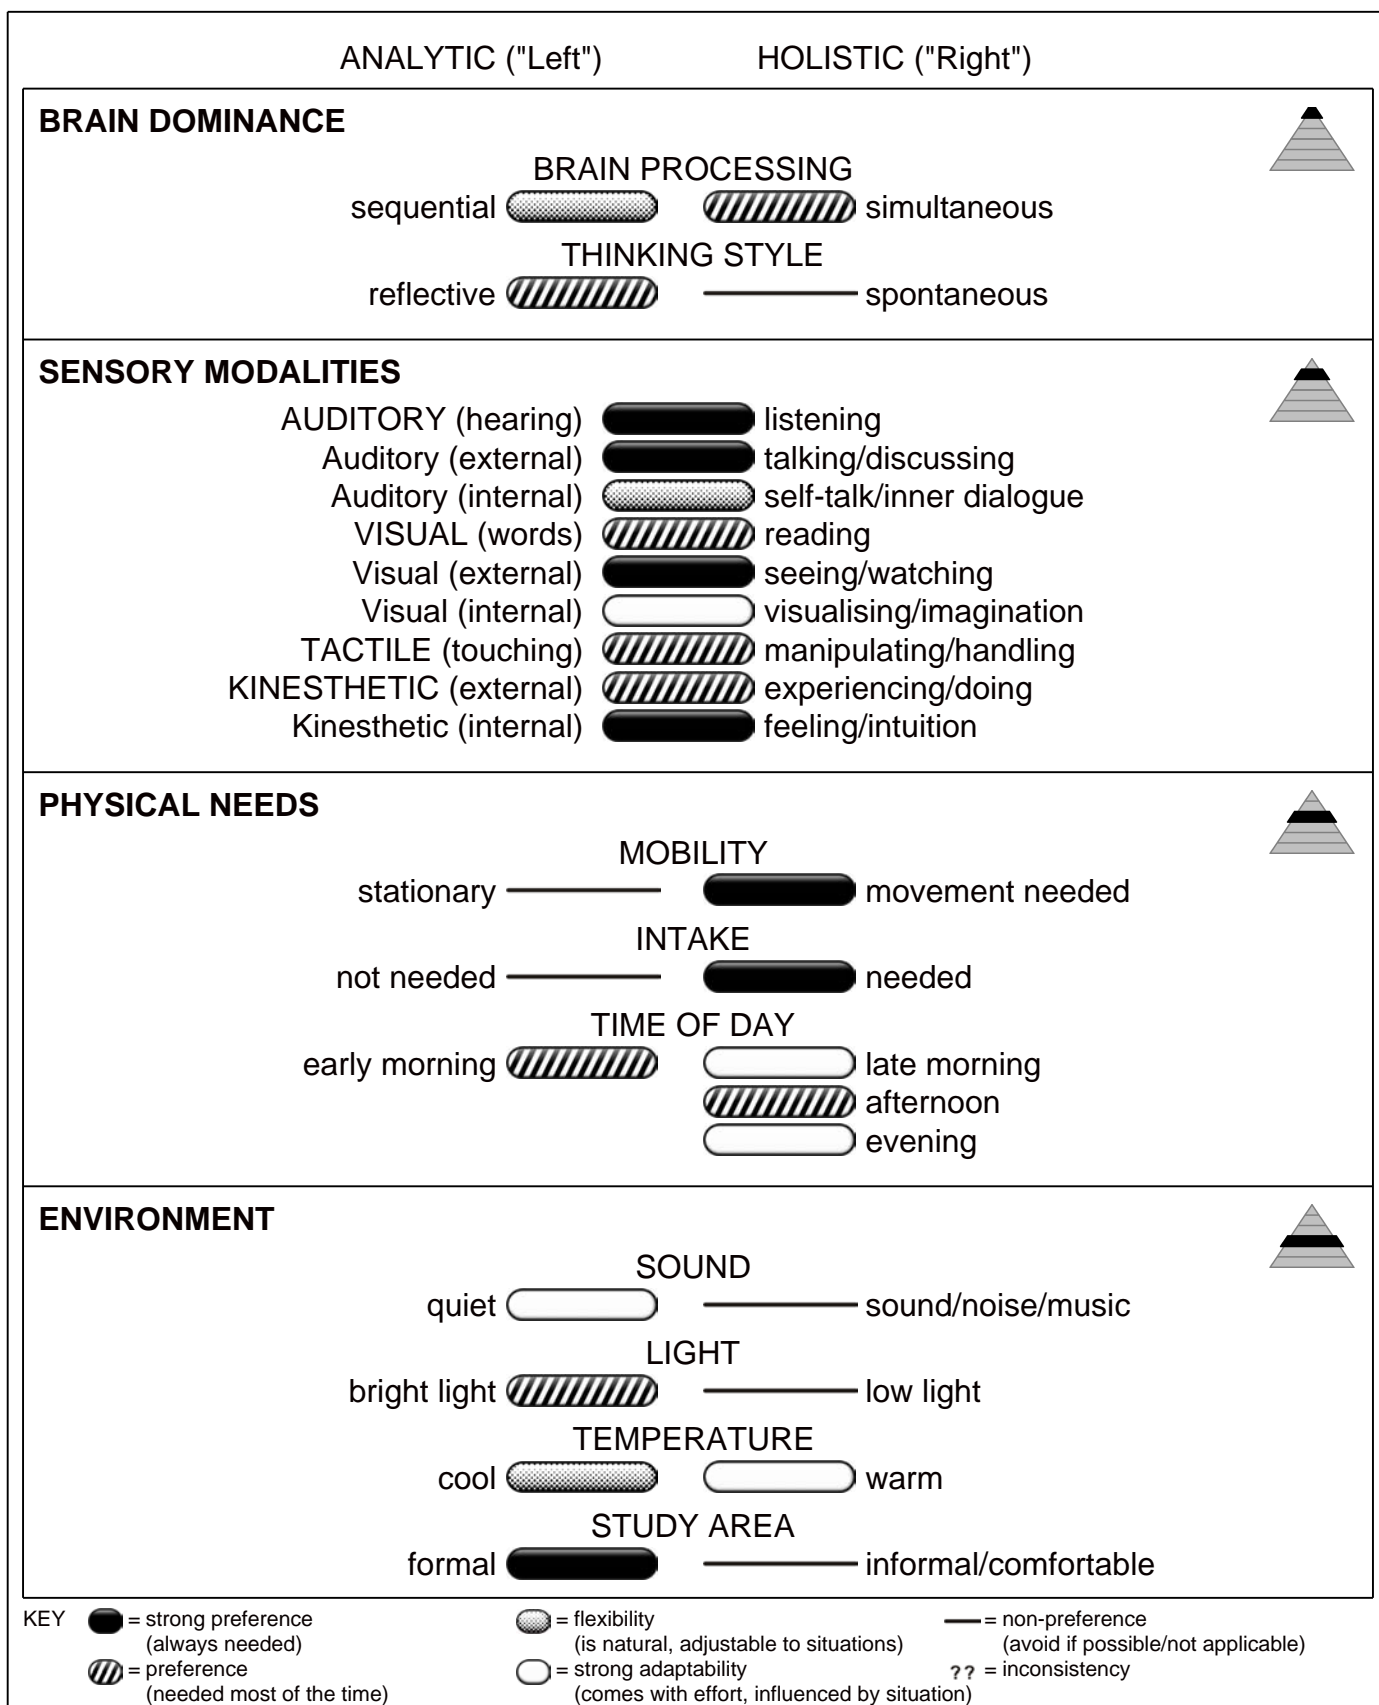 ANALYTIC ("Left") HOLISTIC ("Right")
BRAIN DOMINANCE
BRAIN PROCESSING
sequential simultaneous
THINKING STYLE
reflective spontaneous
SENSORY MODALITIES
AUDITORY (hearing) listening
Auditory (external) talking/discussing
Auditory (internal) self-talk/inner dialogue
VISUAL (words) reading
Visual (external) seeing/watching
Visual (internal) visualising/imagination
TACTILE (touching) manipulating/handling
KINESTHETIC (external) experiencing/doing
Kinesthetic (internal) feeling/intuition
PHYSICAL NEEDS
MOBILITY
stationary movement needed
INTAKE
not needed needed
TIME OF DAY
early morning late morning
afternoon
evening
ENVIRONMENT
SOUND
quiet sound/noise/music
LIGHT
bright light low light
TEMPERATURE
cool warm
STUDY AREA
formal informal/comfortable
KEY = strong preference = flexibility = non-preference
(always needed) (is natural, adjustable to situations) (avoid if possible/not applicable)
= preference = strong adaptability ?? = inconsistency
(needed most of the time) (comes with effort, influenced by situation)